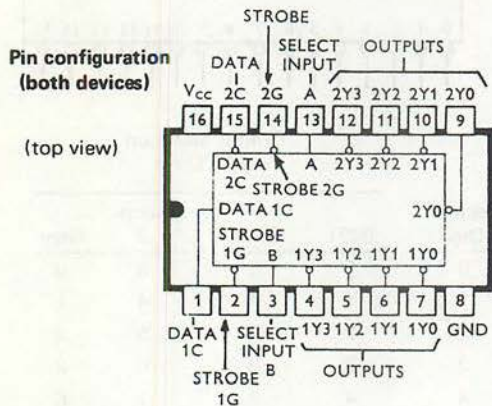 STROBE
Pin configuration
(both devices)
SELECT
DATA INPUT OUTPUTS
Vcc 2C 2G A 2Y3 2Y2 2Y1 2Y0
16 15 14 13 12 11 10 9
(top view)
DATA A 2Y3 2Y2 2Y1
2C
STROBE 2G
DATA 1C 2Y0
STROBE
1G B 1Y3 1Y2 1Y1 1Y0
1 2 3 4 5 6 7 8
DATA SELECT 1Y3 1Y2 1Y1 1Y0 GND
1C INPUT
B OUTPUTS
STROBE
1G